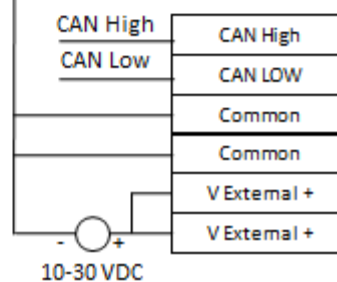 CAN High
CAN High
CAN Low
CAN LOW
Common
Common
V External +
V External +
- +
10-30 VDC